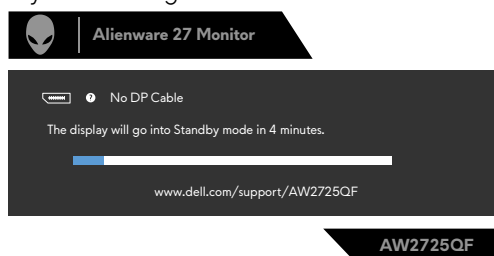 Alienware 27 Monitor
? No DP Cable
The display will go into Standby mode in 4 minutes.
www.dell.com/support/AW2725QF
AW2725QF